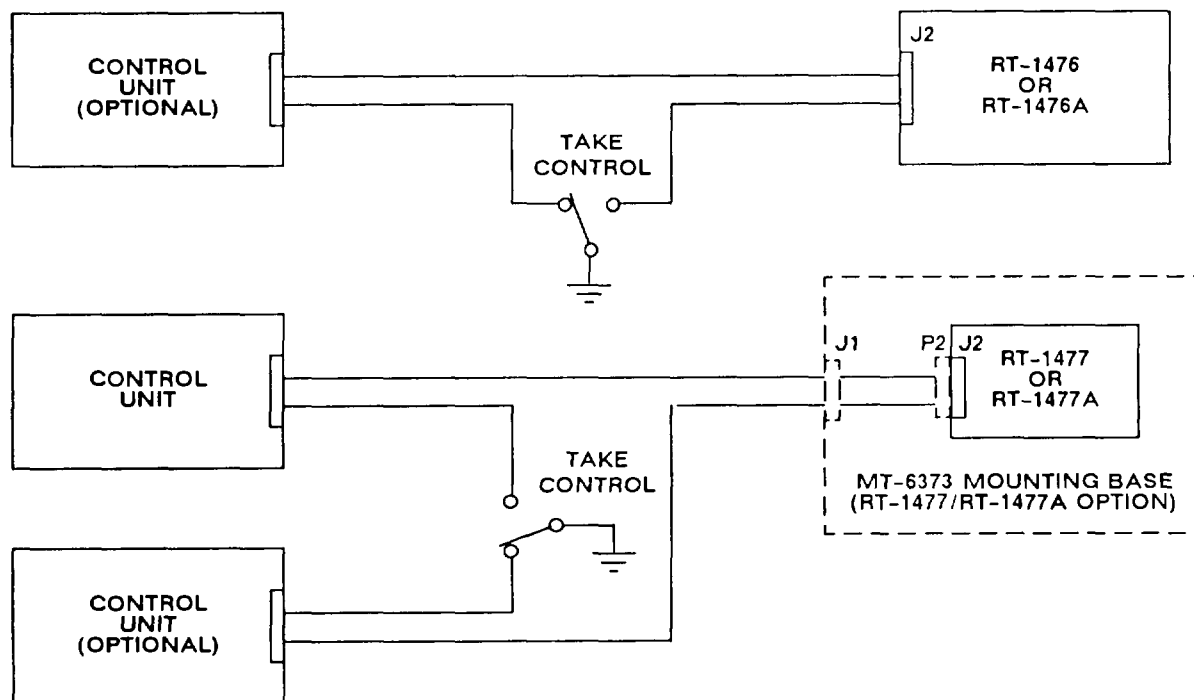 CONTROL
UNIT
(OPTIONAL)
TAKE
CONTROL
J2
RT-1476
OR
RT-1476A
CONTROL
UNIT
TAKE
CONTROL
J1
P2
J2
RT-1477
OR
RT-1477A
MT-6373 MOUNTING BASE
(RT-1477/RT-1477A OPTION)
CONTROL
UNIT
(OPTIONAL)